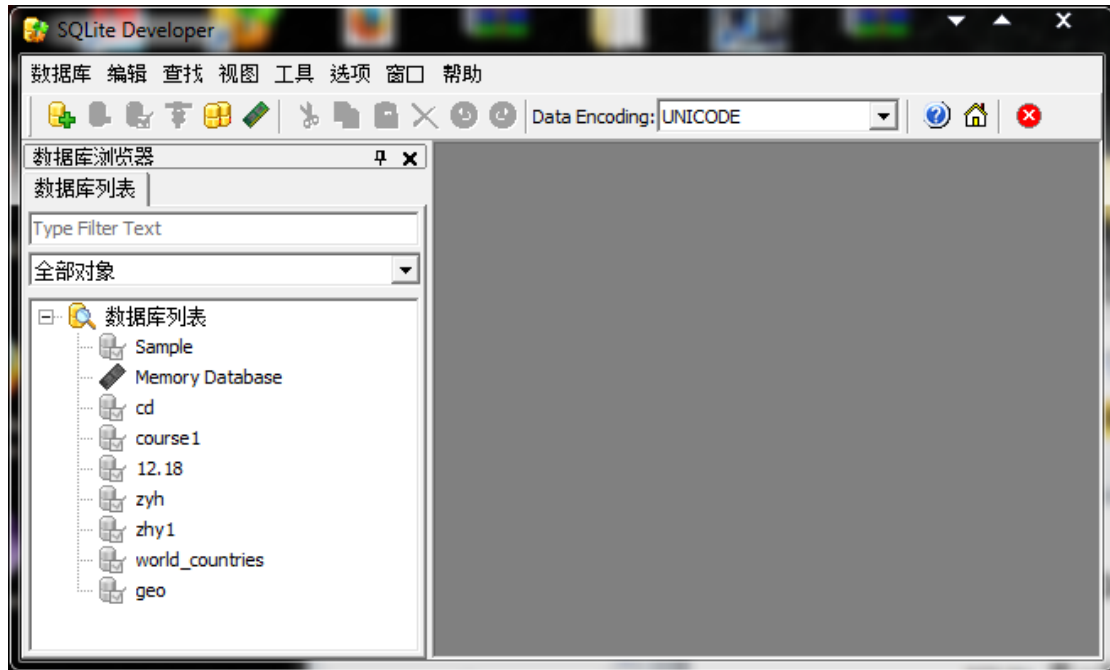 SQLite Developer
数据库 编辑 查找 视图 工具 选项 窗口 帮助
Data Encoding: UNICODE
数据库浏览器
数据库列表
Type Filter Text
全部对象
数据库列表
Sample
Memory Database
cd
course1
12.18
zyh
zhy1
world_countries
geo